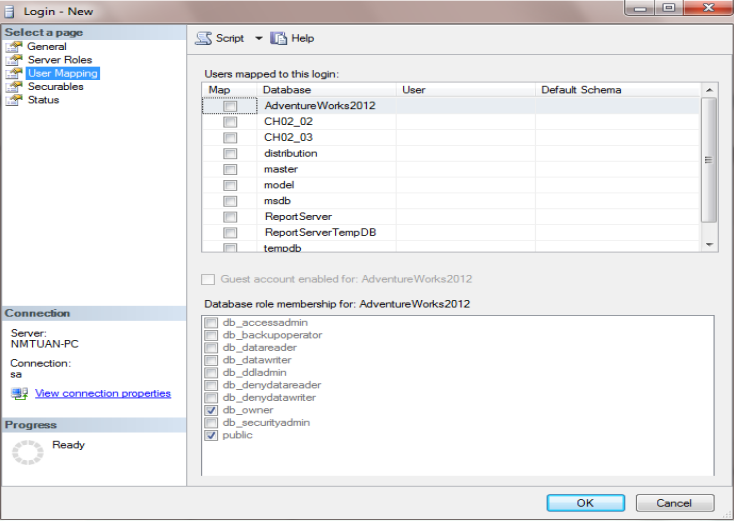 Login - New
Select a page
General
Server Roles
User Mapping
Securables
Status
Script Help
Users mapped to this login:
Map Database User Default Schema
AdventureWorks2012
CH02_02
CH02_03
distribution
master
model
msdb
ReportServer
ReportServerTempDB
tempdb
Guest account enabled for: AdventureWorks2012
Database role membership for: AdventureWorks2012
db_accessadmin
db_backupoperator
db_datareader
db_datawriter
db_ddladmin
db_denydatareader
db_denydatawriter
db_owner
db_securityadmin
public
Connection
Server:
NMTUAN-PC
Connection:
sa
View connection properties
Progress
Ready
OK Cancel